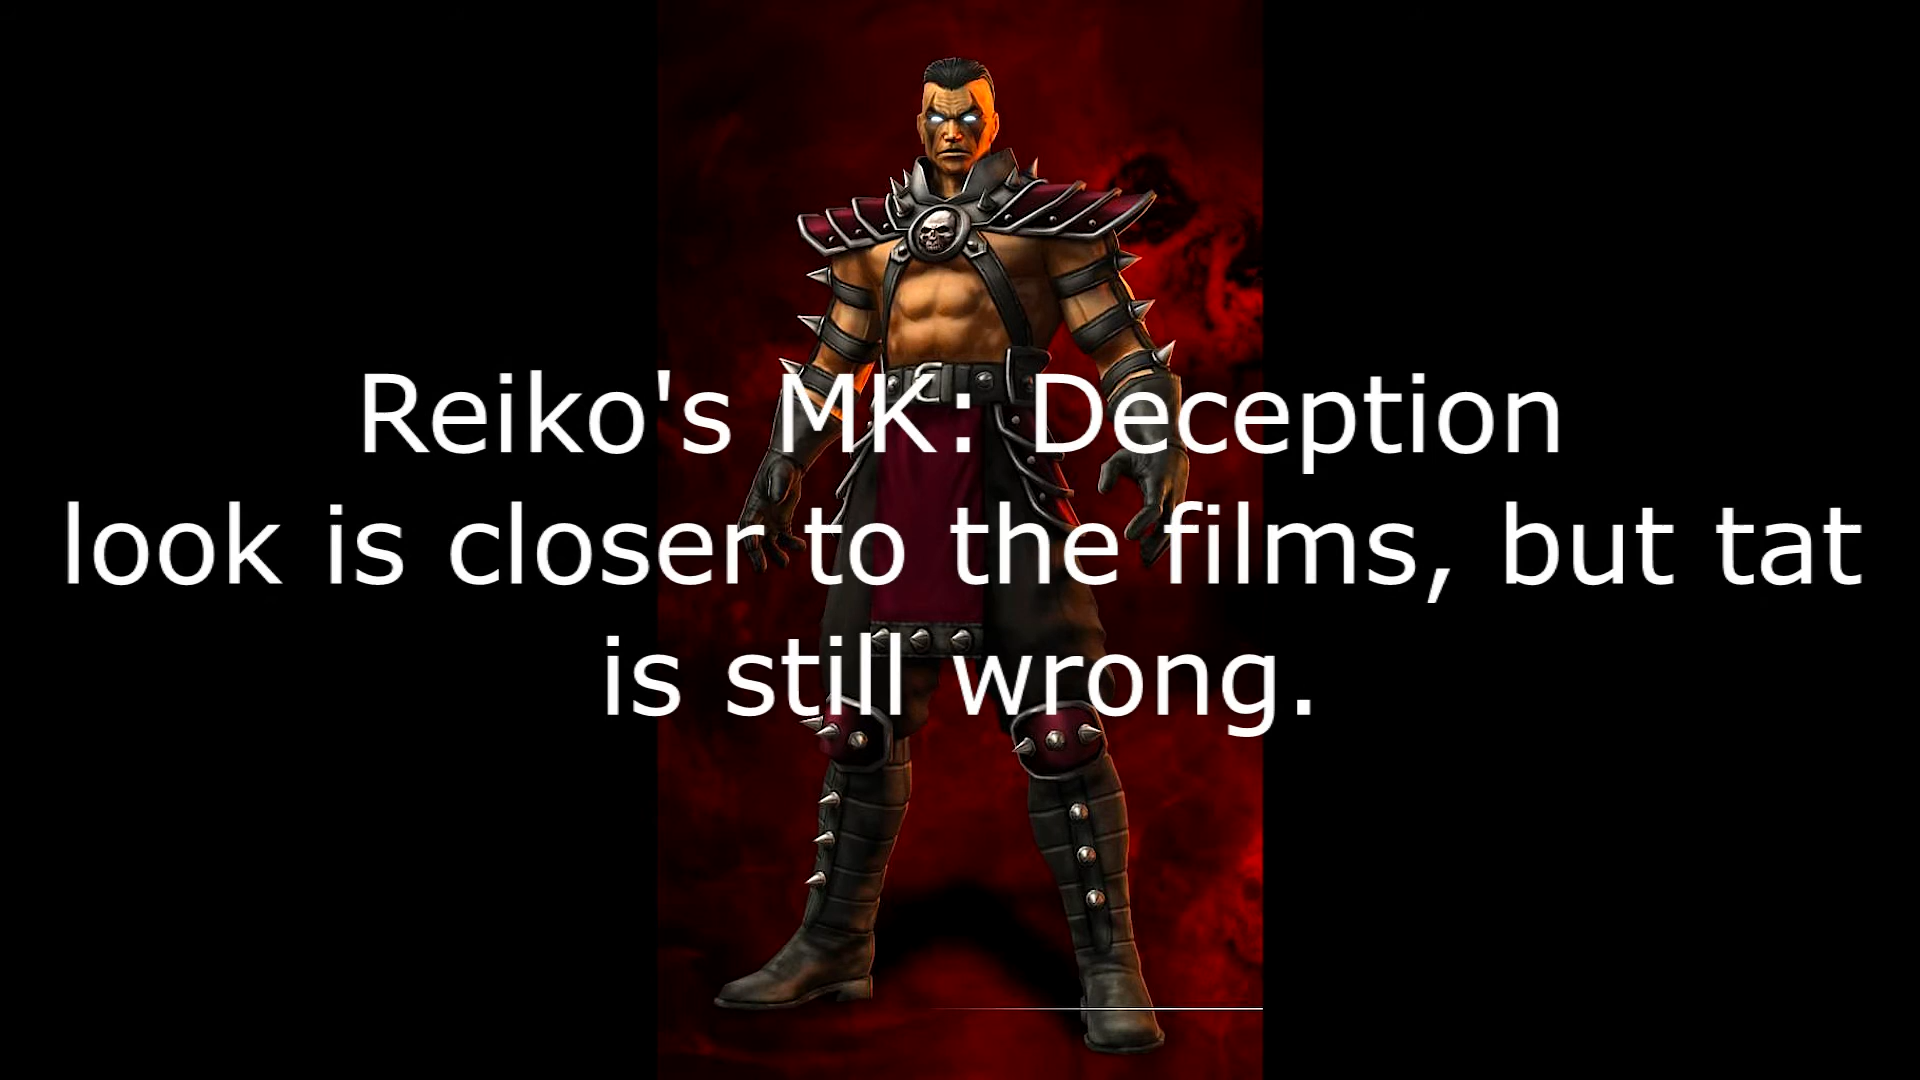 Reiko's MK: Deception
look is closer to the films, but tat
is still wrong.